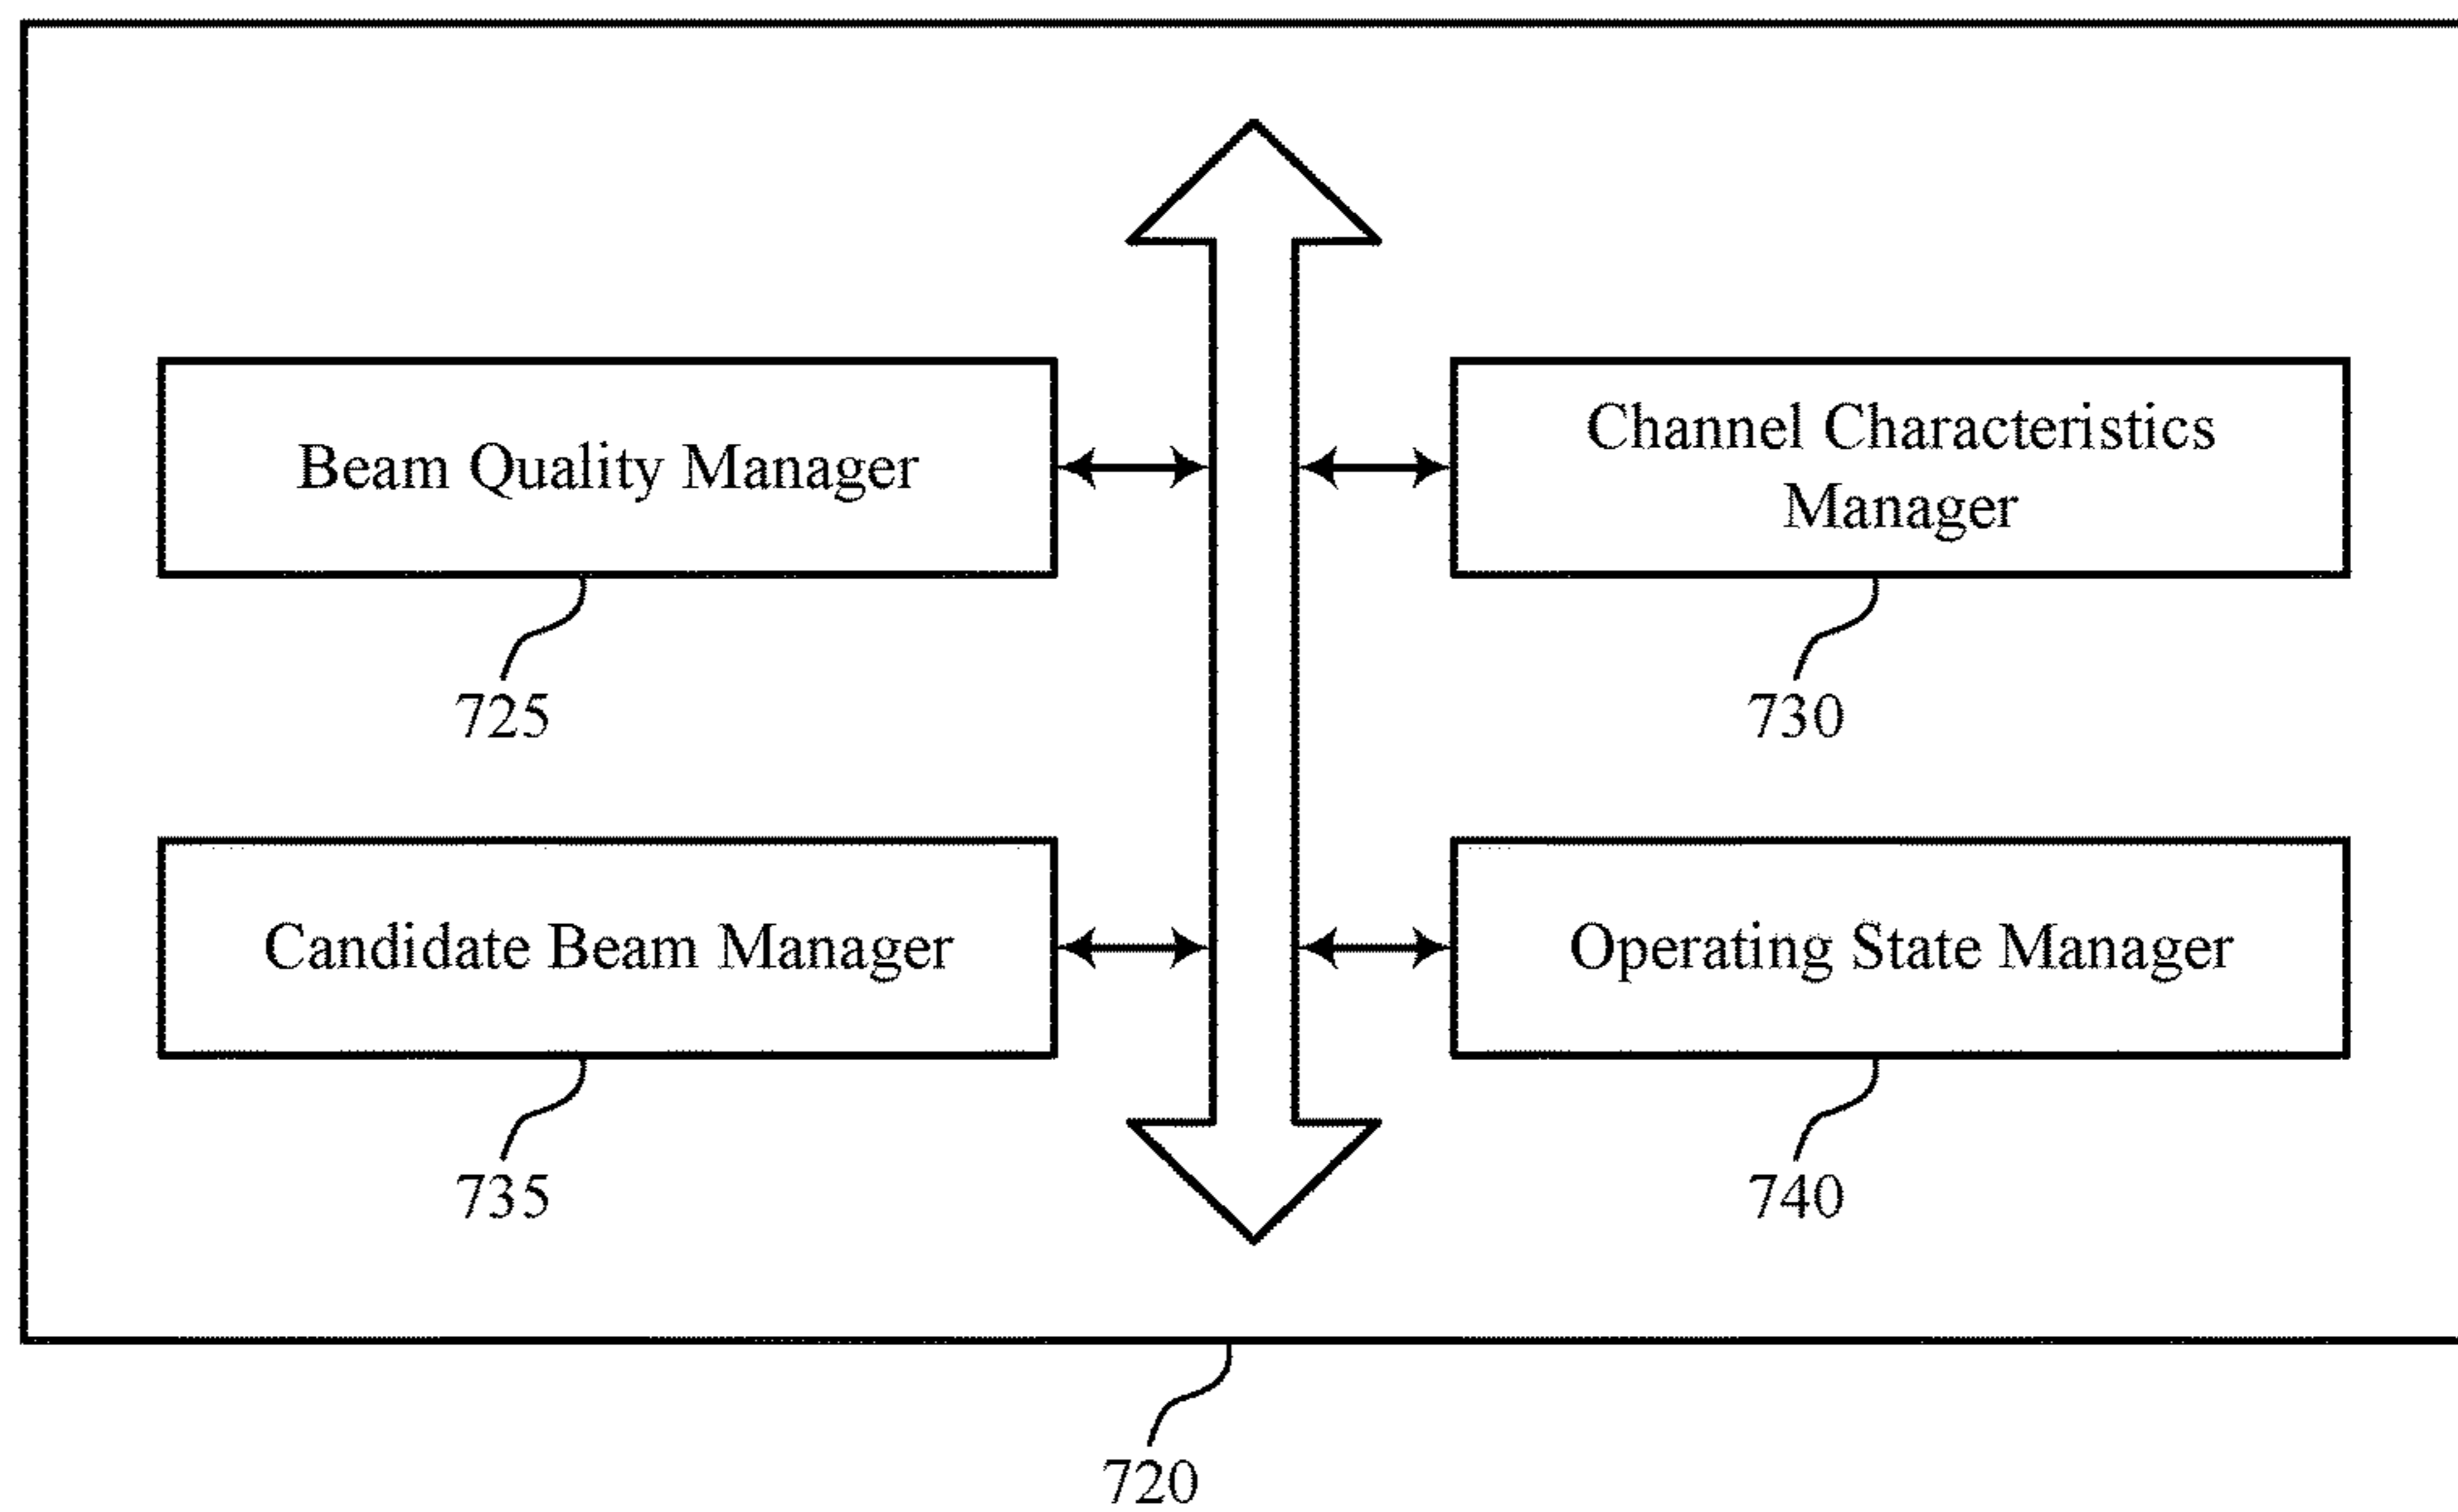 Beam Quality Manager
Channel Characteristics
Manager
725
730
Candidate Beam Manager
Operating State Manager
735
740
720